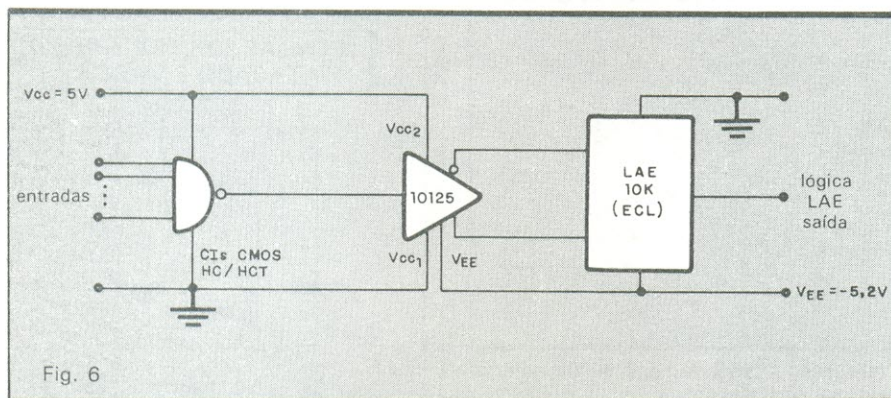 Vcc = 5V
Vcc2
LAE
10K
(ECL)
10125
entradas
lógica
LAE
saída
CIs CMOS
HC/HCT
Vcc1
VEE
VEE = -5,2V
Fig. 6